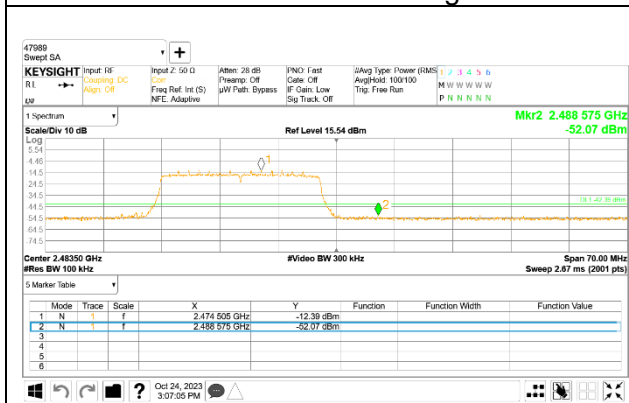 47989
Swept SA
KEYSIGHT Input: RF Input Z: 50 Ω Atten: 28 dB PNO: Fast #Avg Type: Power (RMS 1 2 3 4 5 6
RL Coupling: DC Corr Preamp: Off Gate: Off Avg|Hold: 100/100 M W W W W W
Align: Off Freq Ref: Int (S) µW Path: Bypass IF Gain: Low Trig: Free Run
NFE: Adaptive Sig Track: Off P N N N N N
1 Spectrum Mkr2 2.488 575 GHz
Scale/Div 10 dB Ref Level 15.54 dBm -52.07 dBm
Log
5.54
-4.46
-14.5
-24.5
-34.5
-44.5
-54.5
-64.5
-74.5
1
2
Center 2.48350 GHz #Video BW 300 kHz Span 70.00 MHz
#Res BW 100 kHz Sweep 2.67 ms (2001 pts)
5 Marker Table
Mode Trace Scale X Y Function Function Width Function Value
1 N 1 f 2.474 505 GHz -12.39 dBm
2 N 1 f 2.488 575 GHz -52.07 dBm
3
4
5
6
? Oct 24, 2023
3:07:05 PM